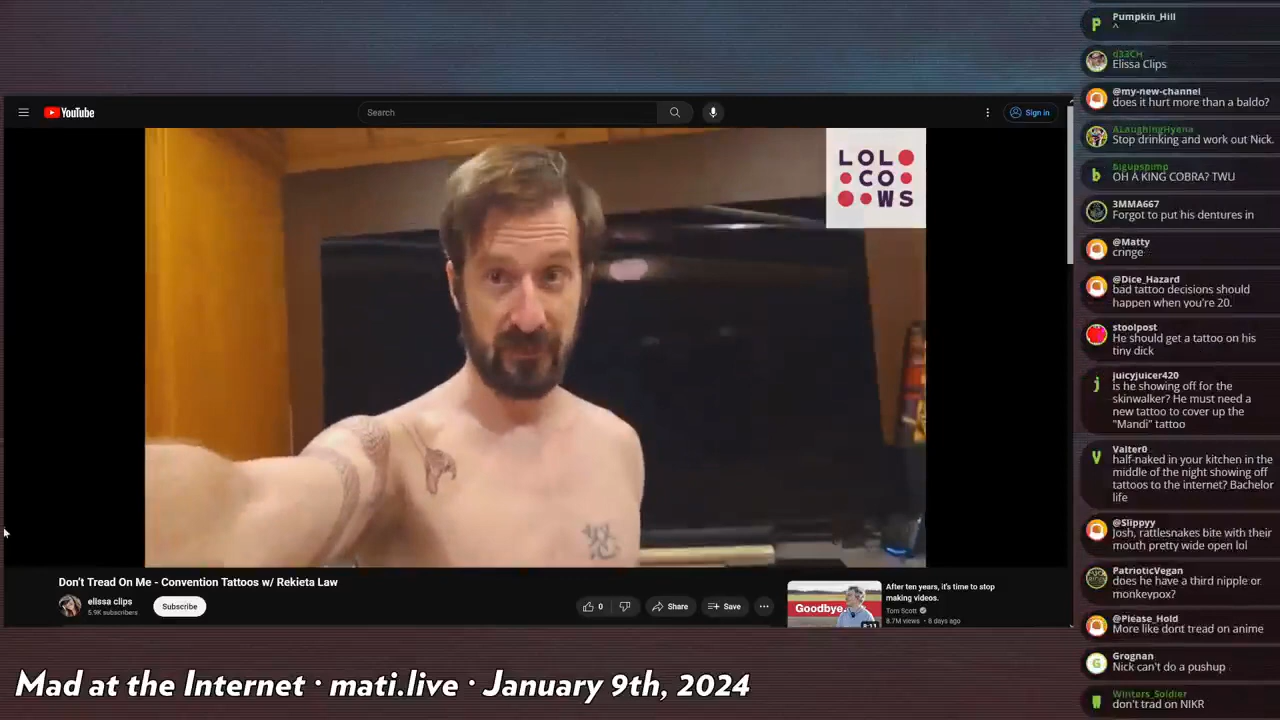 YouTube
Search
Sign in
LOL
CO
WS
Don't Tread On Me - Convention Tattoos w/ Rekieta Law
elissa clips
5.9K subscribers
Subscribe
0
Share
Save
Goodbye.
8:11
After ten years, it's time to stop
making videos.
Tom Scott
8.7M views • 8 days ago
Mad at the Internet · mati.live · January 9th, 2024
P
Pumpkin_Hill
^
d33CH
Elissa Clips
@my-new-channel
does it hurt more than a baldo?
ALaughingHyena
Stop drinking and work out Nick.
b
bigupspimp
OH A KING COBRA? TWU
3MMA667
Forgot to put his dentures in
@Matty
cringe
@Dice_Hazard
bad tattoo decisions should
happen when you're 20.
stoolpost
He should get a tattoo on his
tiny dick
j
juicyjuicer420
is he showing off for the
skinwalker? He must need a
new tattoo to cover up the
"Mandi" tattoo
V
Valter0
half-naked in your kitchen in the
middle of the night showing off
tattoos to the internet? Bachelor
life
@Slippyy
Josh, rattlesnakes bite with their
mouth pretty wide open lol
PatrioticVegan
does he have a third nipple or
monkeypox?
@Please_Hold
More like dont tread on anime
G
Grognan
Nick can't do a pushup
W
Winters_Soldier
don't trad on NIKR